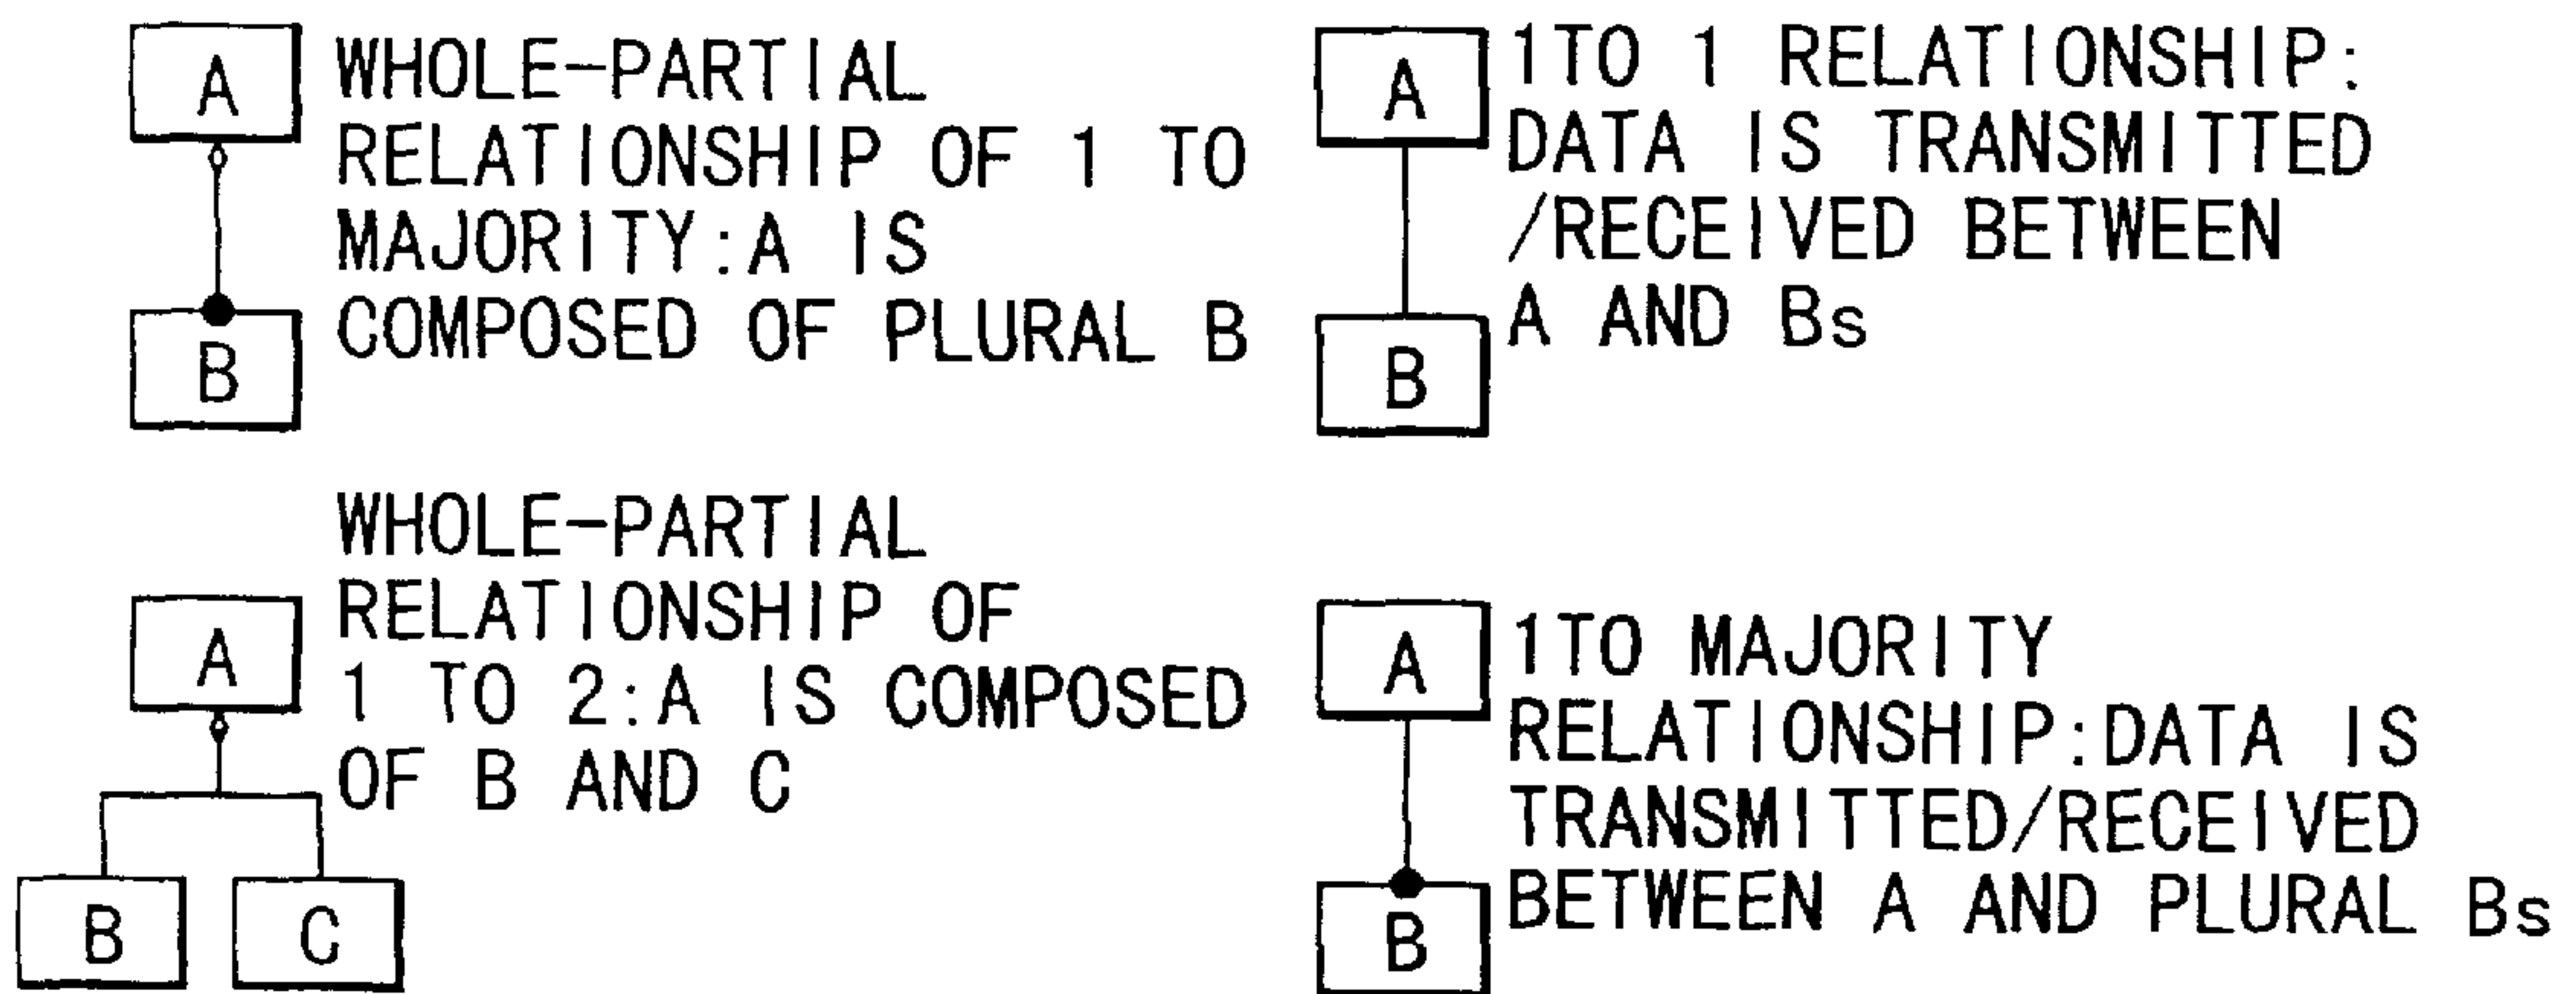 A
WHOLE-PARTIAL
RELATIONSHIP OF 1 TO
MAJORITY:A IS
COMPOSED OF PLURAL B
B
A
1TO 1 RELATIONSHIP:
DATA IS TRANSMITTED
/RECEIVED BETWEEN
A AND Bs
B
WHOLE-PARTIAL
RELATIONSHIP OF
1 TO 2:A IS COMPOSED
OF B AND C
A
B
C
A
1TO MAJORITY
RELATIONSHIP:DATA IS
TRANSMITTED/RECEIVED
BETWEEN A AND PLURAL Bs
B